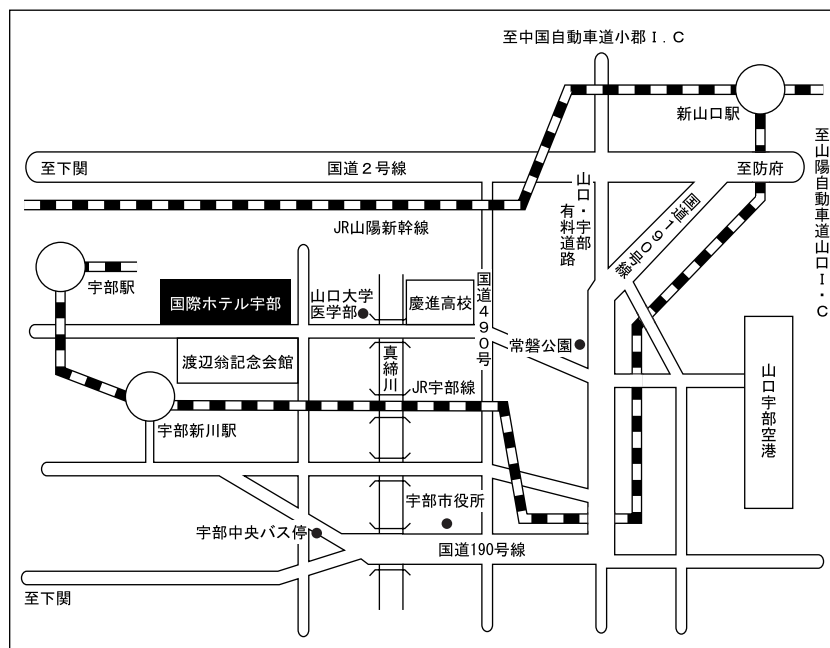 至中国自動車道小郡Ⅰ.C
新山口駅
至山陽自動車道山口Ⅰ・C
至下関
国道2号線
至防府
山口・宇部
有料道路
国道190号線
JR山陽新幹線
宇部駅
国際ホテル宇部
山口大学
医学部
慶進高校
国道490号
常磐公園
渡辺翁記念会館
真締川
JR宇部線
山口宇部空港
宇部新川駅
宇部市役所
宇部中央バス停
国道190号線
至下関